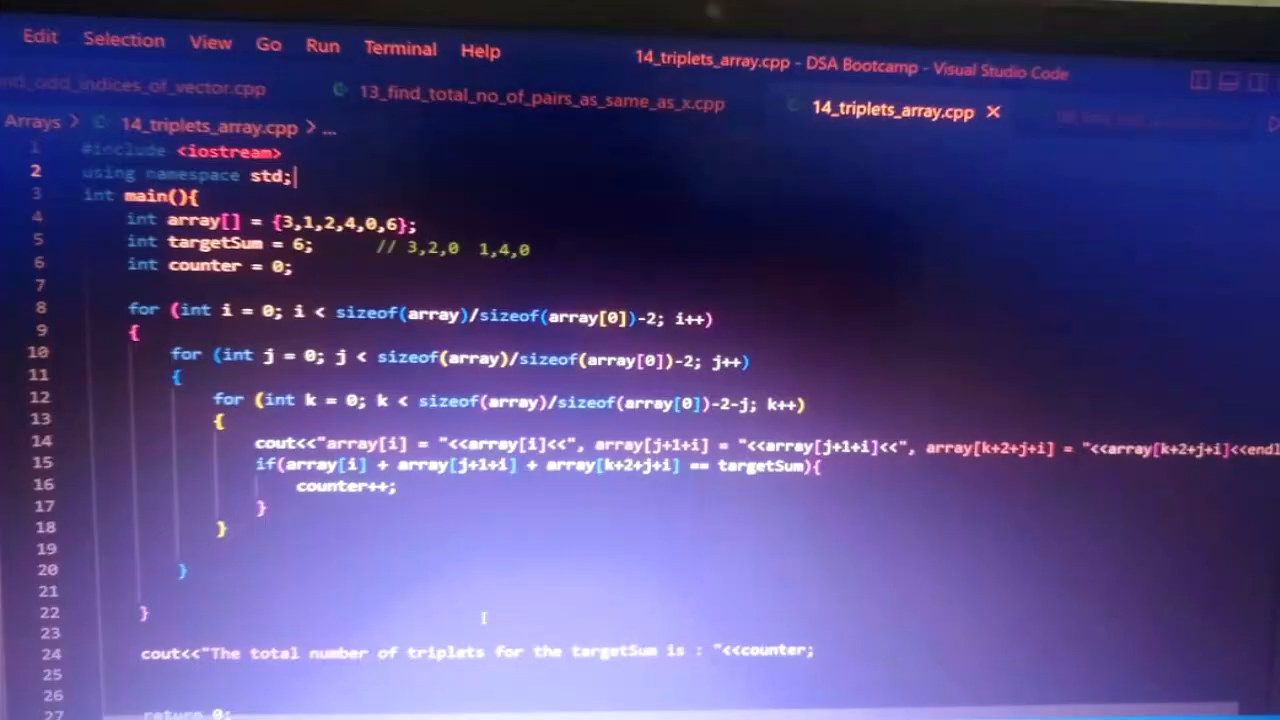 Edit Selection View Go Run Terminal Help 14_triplets_array.cpp - DSA Bootcamp - Visual Studio Code
nd_odd_indices_of_vector.cpp 13_find_total_no_of_pairs_as_same_as_x.cpp 14_triplets_array.cpp ×
Arrays > 14_triplets_array.cpp > ...
1 #include <iostream>
2 using namespace std;
3 int main(){
4 int array[] = {3,1,2,4,0,6};
5 int targetSum = 6; // 3,2,0 1,4,0
6 int counter = 0;
7
8 for (int i = 0; i < sizeof(array)/sizeof(array[0])-2; i++)
9 {
10 for (int j = 0; j < sizeof(array)/sizeof(array[0])-2; j++)
11 {
12 for (int k = 0; k < sizeof(array)/sizeof(array[0])-2-j; k++)
13 {
14 cout<<"array[i] = "<<array[i]<<", array[j+1+i] = "<<array[j+1+i]<<", array[k+2+j+i] = "<<array[k+2+j+i]<<endl
15 if(array[i] + array[j+1+i] + array[k+2+j+i] == targetSum){
16 counter++;
17 }
18 }
19
20 }
21
22 }
23
24 cout<<"The total number of triplets for the targetSum is : "<<counter;
25
26
27 return 0;